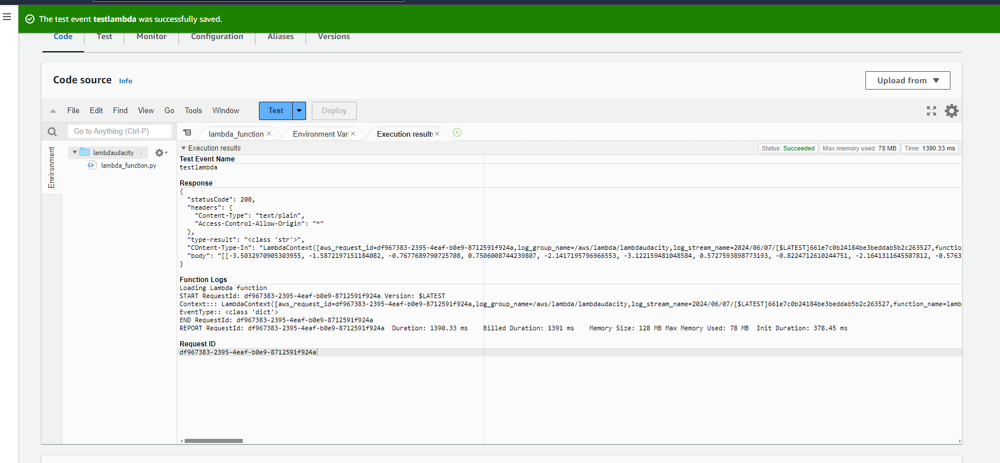 The test event testlambda was successfully saved.
Code Test Monitor Configuration Aliases Versions
Code source Info
Upload from
File Edit Find View Go Tools Window Test Deploy
Go to Anything (Ctrl-P)
lambda_function Environment Vari Execution results
Environment
lambdaudacity - /
lambda_function.py
Execution results
Status: Succeeded Max memory used: 78 MB Time: 1390.33 ms
Test Event Name
testlambda
Response
{
"statusCode": 200,
"headers": {
"Content-Type": "text/plain",
"Access-Control-Allow-Origin": "*"
},
"type-result": "<class 'str'>",
"COntent-Type-In": "LambdaContext([aws_request_id=df967383-2395-4eaf-b0e9-8712591f924a,log_group_name=/aws/lambda/lambdaudacity,log_stream_name=2024/06/07/[$LATEST]661e7c0b24184be3beddab5b2c263527,functio
"body": "[[-3.5032970905303955, -1.5872197151184082, -0.7677689790725708, 0.7506008744239807, -2.1417195796966553, -3.122159481048584, 0.5727593898773193, -0.8224712610244751, -2.1641311645507812, -0.5763
}
Function Logs
Loading Lambda function
START RequestId: df967383-2395-4eaf-b0e9-8712591f924a Version: $LATEST
Context::: LambdaContext([aws_request_id=df967383-2395-4eaf-b0e9-8712591f924a,log_group_name=/aws/lambda/lambdaudacity,log_stream_name=2024/06/07/[$LATEST]661e7c0b24184be3beddab5b2c263527,function_name=lamb
EventType:: <class 'dict'>
END RequestId: df967383-2395-4eaf-b0e9-8712591f924a
REPORT RequestId: df967383-2395-4eaf-b0e9-8712591f924a Duration: 1390.33 ms Billed Duration: 1391 ms Memory Size: 128 MB Max Memory Used: 78 MB Init Duration: 378.45 ms
Request ID
df967383-2395-4eaf-b0e9-8712591f924a